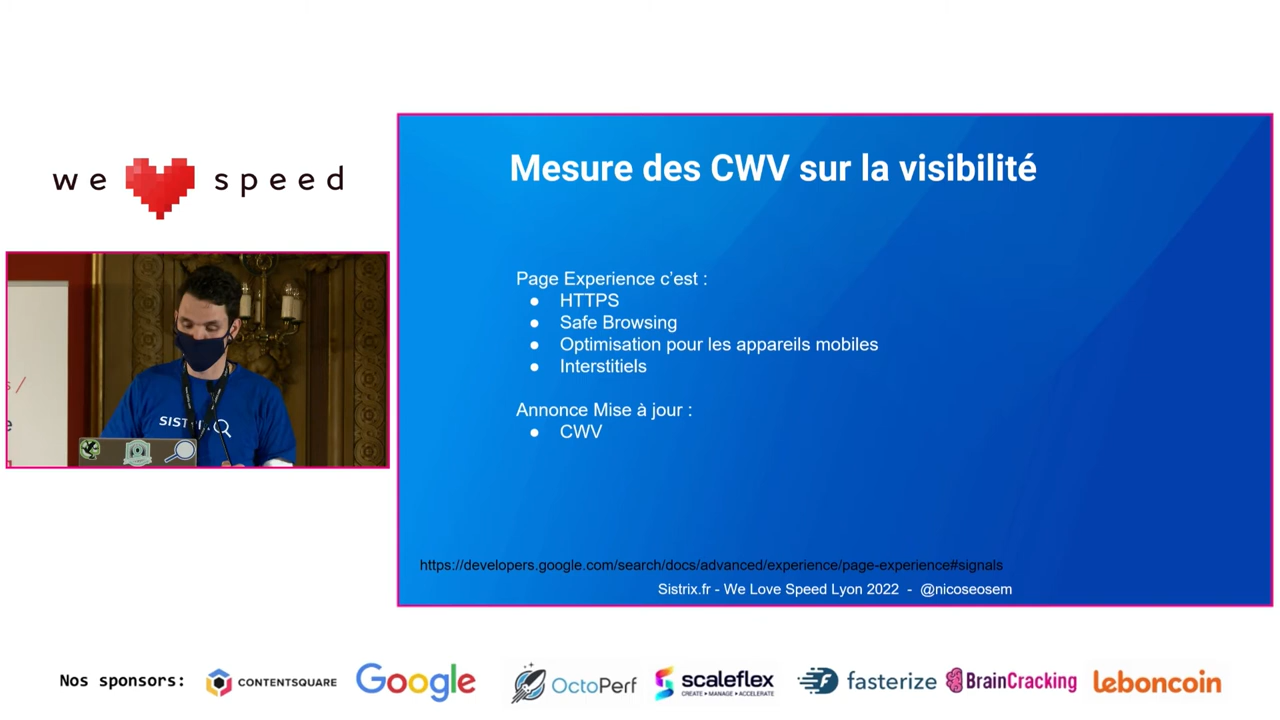 we speed
Mesure des CWV sur la visibilité
Page Experience c'est :
● HTTPS
● Safe Browsing
● Optimisation pour les appareils mobiles
● Interstitiels
Annonce Mise à jour :
● CWV
https://developers.google.com/search/docs/advanced/experience/page-experience#signals
Sistrix.fr - We Love Speed Lyon 2022 - @nicoseosem
Nos sponsors:
CONTENTSQUARE
Google
OctoPerf
scaleflex
CREATE • MANAGE • ACCELERATE
fasterize
BrainCracking
leboncoin